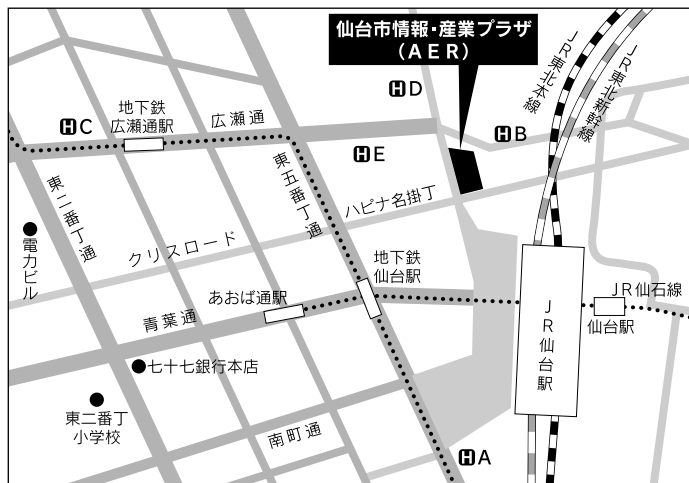 仙台市情報・産業プラザ
（AER）
JR東北本線
JR東北新幹線
H D
地下鉄
広瀬通駅
広瀬通
H C
H B
H E
東二番丁通
東五番丁通
ハピナ名掛丁
クリスロード
電力ビル
地下鉄
仙台駅
あおば通駅
青葉通
JR仙台駅
JR仙石線
仙台駅
七十七銀行本店
東二番丁
小学校
南町通
H A